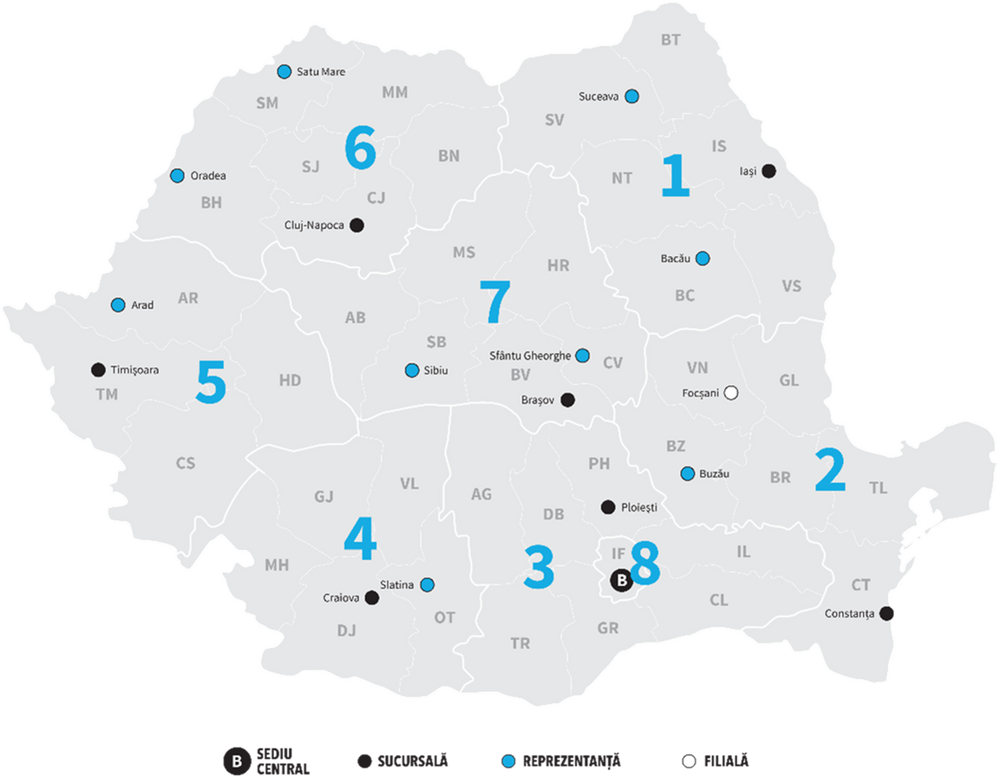 BT
Satu Mare
MM
Suceava
SM
SV
IS
6
BN
SJ
1
Iași
Oradea
NT
CJ
BH
Cluj-Napoca
MS
Bacău
HR
VS
BC
AR
Arad
7
AB
SB
Sfântu Gheorghe
CV
VN
Timișoara
Sibiu
BV
HD
5
GL
TM
Focșani
Brașov
BZ
CS
PH
2
Buzău
BR
TL
VL
AG
GJ
Ploiești
DB
4
IF
8
IL
MH
3
B
Slatina
CT
Craiova
CL
Constanța
OT
DJ
GR
TR
B SEDIU
CENTRAL
SUCURSALĂ
REPREZENTANȚĂ
FILIALĂ